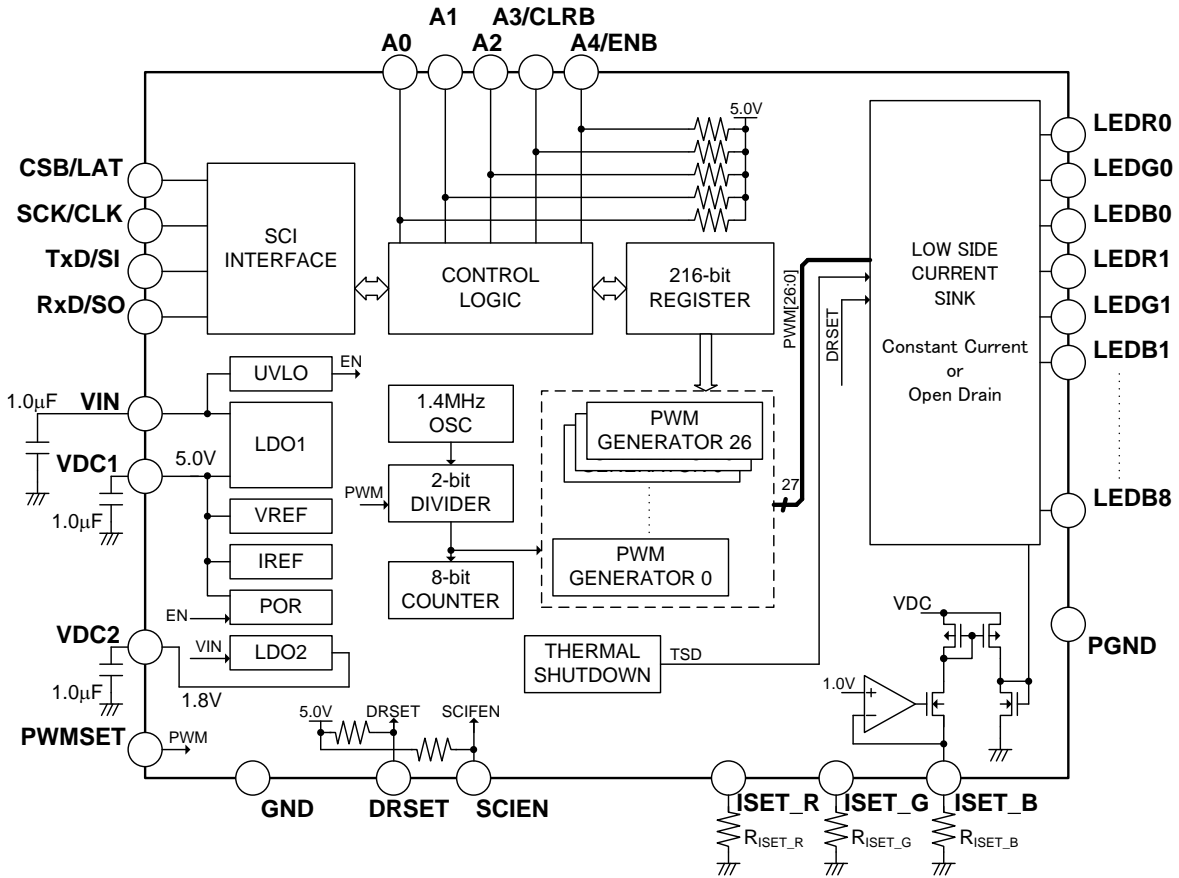 A1
A3/CLRB
A0
A2
A4/ENB
5.0V
CSB/LAT
SCK/CLK
TxD/SI
RxD/SO
SCI
INTERFACE
CONTROL
LOGIC
216-bit
REGISTER
PWM[26:0]
DRSET
LOW SIDE
CURRENT
SINK
Constant Current
or
Open Drain
LEDR0
LEDG0
LEDB0
LEDR1
LEDG1
LEDB1
LEDB8
PGND
VIN
1.0μF
VDC1
1.0μF
5.0V
UVLO
EN
LDO1
VREF
IREF
EN
POR
VIN
LDO2
VDC2
1.0μF
1.8V
PWMSET
PWM
1.4MHz
OSC
PWM
2-bit
DIVIDER
8-bit
COUNTER
PWM
GENERATOR 26
PWM
GENERATOR 0
27
THERMAL
SHUTDOWN
TSD
VDC
1.0V
+
−
5.0V
DRSET
SCIFEN
GND
DRSET
SCIEN
ISET_R
ISET_G
ISET_B
RISET_R
RISET_G
RISET_B